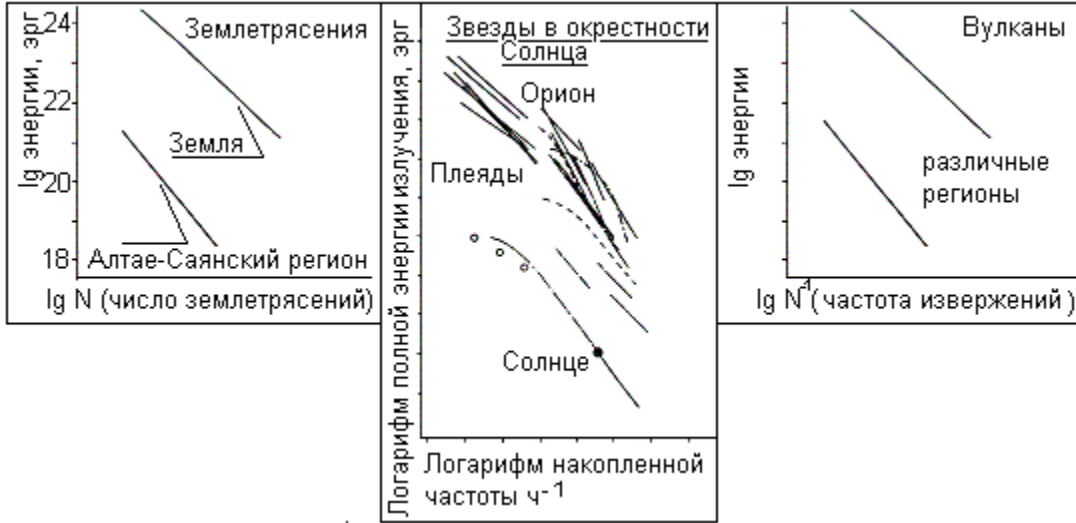 lg энергии, эрг
24
22
20
18
Землетрясения
Земля
Алтае-Саянский регион
lg N (число землетрясений)
Логарифм полной энергии излучения, эрг
Звезды в окрестности
Солнца
Орион
Плеяды
Солнце
Логарифм накопленной
частоты ч-1
lg энергии
Вулканы
различные
регионы
lg N-1 (частота извержений)